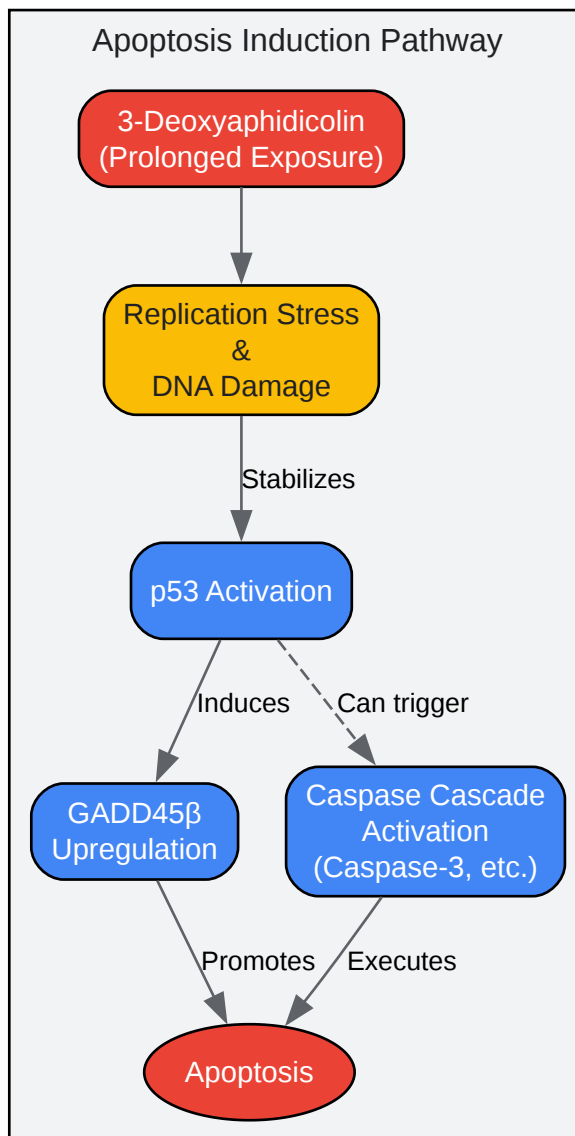 Apoptosis Induction Pathway
3-Deoxyaphidicolin
(Prolonged Exposure)
Replication Stress
&
DNA Damage
Stabilizes
p53 Activation
Induces
Can trigger
GADD45β
Upregulation
Caspase Cascade
Activation
(Caspase-3, etc.)
Promotes
Executes
Apoptosis